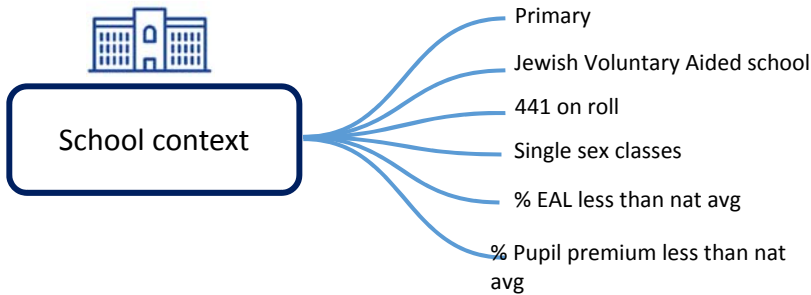 Primary
Jewish Voluntary Aided school
441 on roll
School context
Single sex classes
% EAL less than nat avg
% Pupil premium less than nat
avg